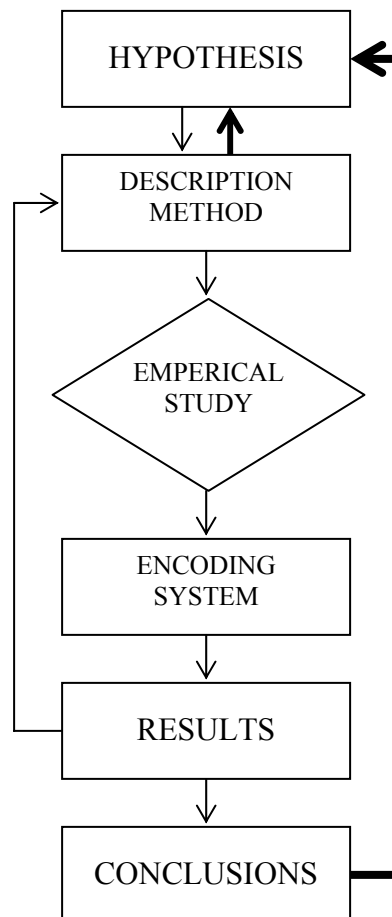 HYPOTHESIS
DESCRIPTION
METHOD
EMPERICAL
STUDY
ENCODING
SYSTEM
RESULTS
CONCLUSIONS